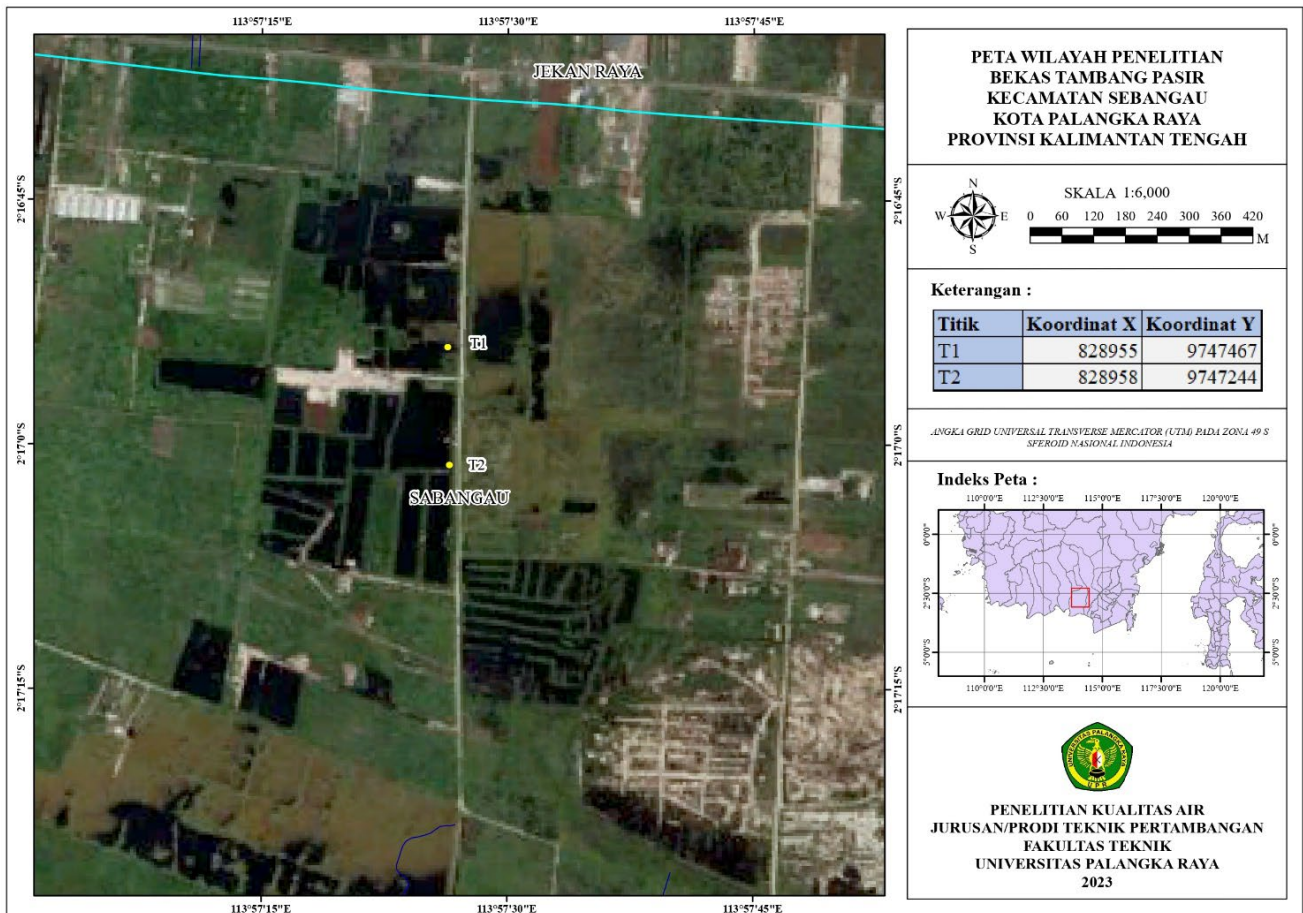 113°57'15"E 113°57'30"E 113°57'45"E
JEKAN RAYA
2°16'45"S 2°16'45"S
T1
2°17'0"S 2°17'0"S
T2
SABANGAU
2°17'15"S 2°17'15"S
113°57'15"E 113°57'30"E 113°57'45"E
PETA WILAYAH PENELITIAN
BEKAS TAMBANG PASIR
KECAMATAN SEBANGAU
KOTA PALANGKA RAYA
PROVINSI KALIMANTAN TENGAH
N
W E
S
SKALA 1:6,000
0 60 120 180 240 300 360 420
M
Keterangan :
Titik Koordinat X Koordinat Y
T1 828955 9747467
T2 828958 9747244
ANGKA GRID UNIVERSAL TRANSVERSE MERCATOR (UTM) PADA ZONA 49 S
SFEROID NASIONAL INDONESIA
Indeks Peta :
110°0'0"E 112°30'0"E 115°0'0"E 117°30'0"E 120°0'0"E
0°0'0" 0°0'0"
2°30'0"S 2°30'0"S
5°0'0"S 5°0'0"S
110°0'0"E 112°30'0"E 115°0'0"E 117°30'0"E 120°0'0"E
UNIVERSITAS PALANGKA RAYA
U P R
PENELITIAN KUALITAS AIR
JURUSAN/PRODI TEKNIK PERTAMBANGAN
FAKULTAS TEKNIK
UNIVERSITAS PALANGKA RAYA
2023